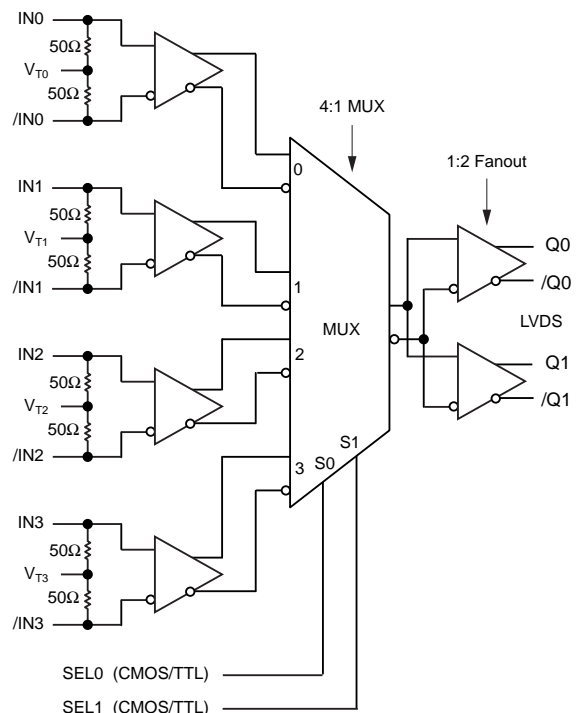 IN0
50Ω
VT0
50Ω
/IN0
IN1
50Ω
VT1
50Ω
/IN1
IN2
50Ω
VT2
50Ω
/IN2
IN3
50Ω
VT3
50Ω
/IN3
4:1 MUX
0
1
2
3
MUX
S0
S1
1:2 Fanout
Q0
/Q0
LVDS
Q1
/Q1
SEL0 (CMOS/TTL)
SEL1 (CMOS/TTL)